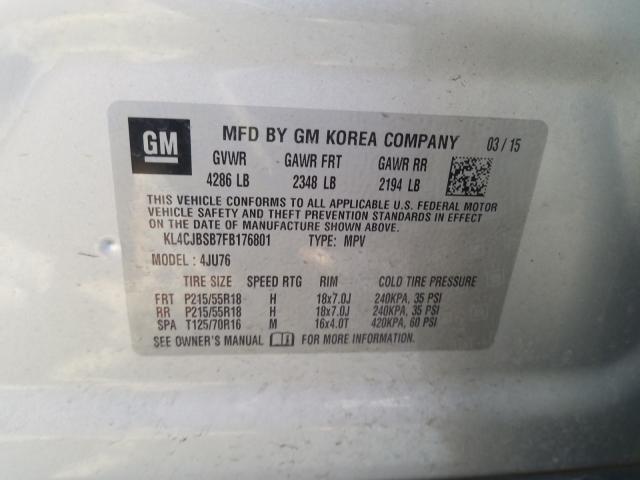 GM MFD BY GM KOREA COMPANY 03 / 15
GVWR GAWR FRT GAWR RR
4286 LB 2348 LB 2194 LB
THIS VEHICLE CONFORMS TO ALL APPLICABLE U.S. FEDERAL MOTOR
VEHICLE SAFETY AND THEFT PREVENTION STANDARDS IN EFFECT
ON THE DATE OF MANUFACTURE SHOWN ABOVE.
KL4CJBSB7FB176801 TYPE: MPV
MODEL : 4JU76
TIRE SIZE SPEED RTG RIM COLD TIRE PRESSURE
FRT P215/55R18 H 18x7.0J 240KPA, 35 PSI
RR P215/55R18 H 18x7.0J 240KPA, 35 PSI
SPA T125/70R16 M 16x4.0T 420KPA, 60 PSI
SEE OWNER'S MANUAL FOR MORE INFORMATION.